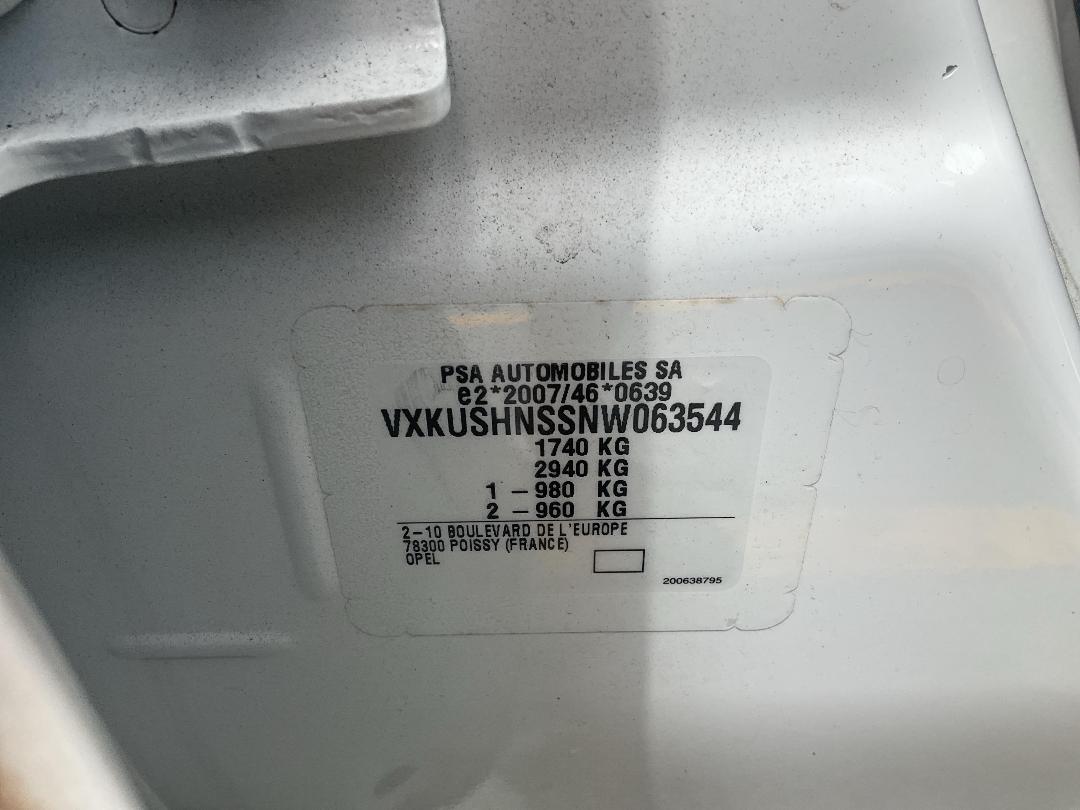 PSA AUTOMOBILES SA
e2*2007/46*0639
VXKUSHNSSNW063544
1740 KG
2940 KG
1 – 980 KG
2 – 960 KG
2-10 BOULEVARD DE L'EUROPE
78300 POISSY (FRANCE)
OPEL
200638795